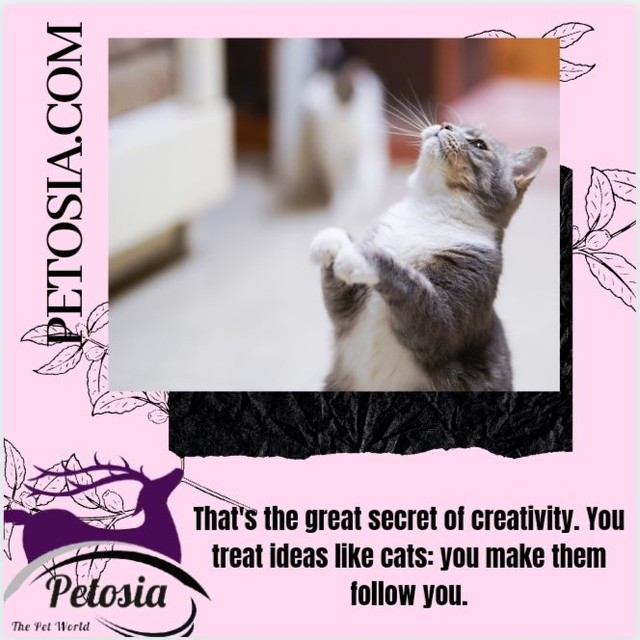 PETOSIA.COM
That's the great secret of creativity. You
treat ideas like cats: you make them
follow you.
Petosia
The Pet World